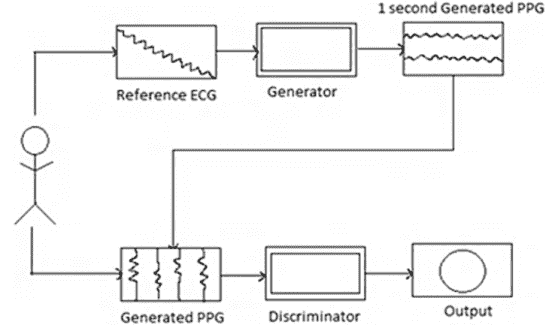 1 second Generated PPG
Reference ECG
Generator
Generated PPG
Discriminator
Output